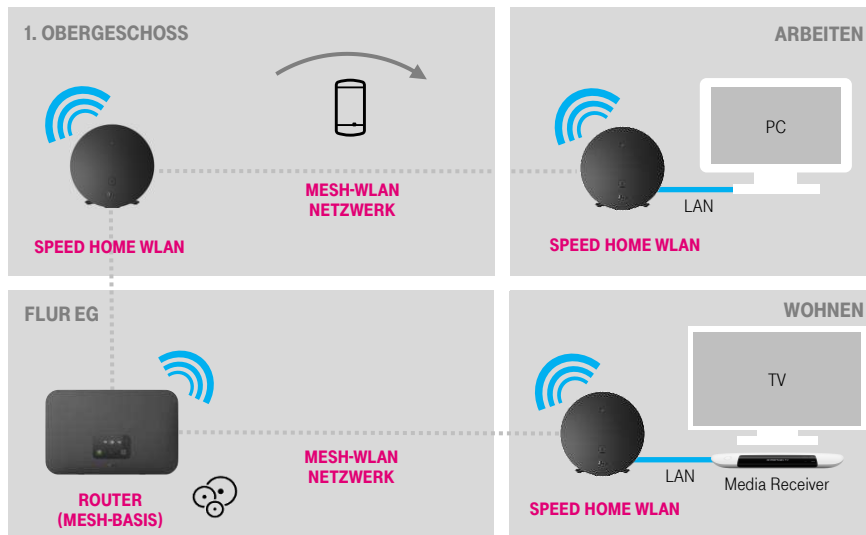 1. OBERGESCHOSS
MESH-WLAN
NETZWERK
SPEED HOME WLAN
ARBEITEN
PC
LAN
SPEED HOME WLAN
FLUR EG
MESH-WLAN
NETZWERK
ROUTER
(MESH-BASIS)
WOHNEN
TV
LAN
Media Receiver
SPEED HOME WLAN